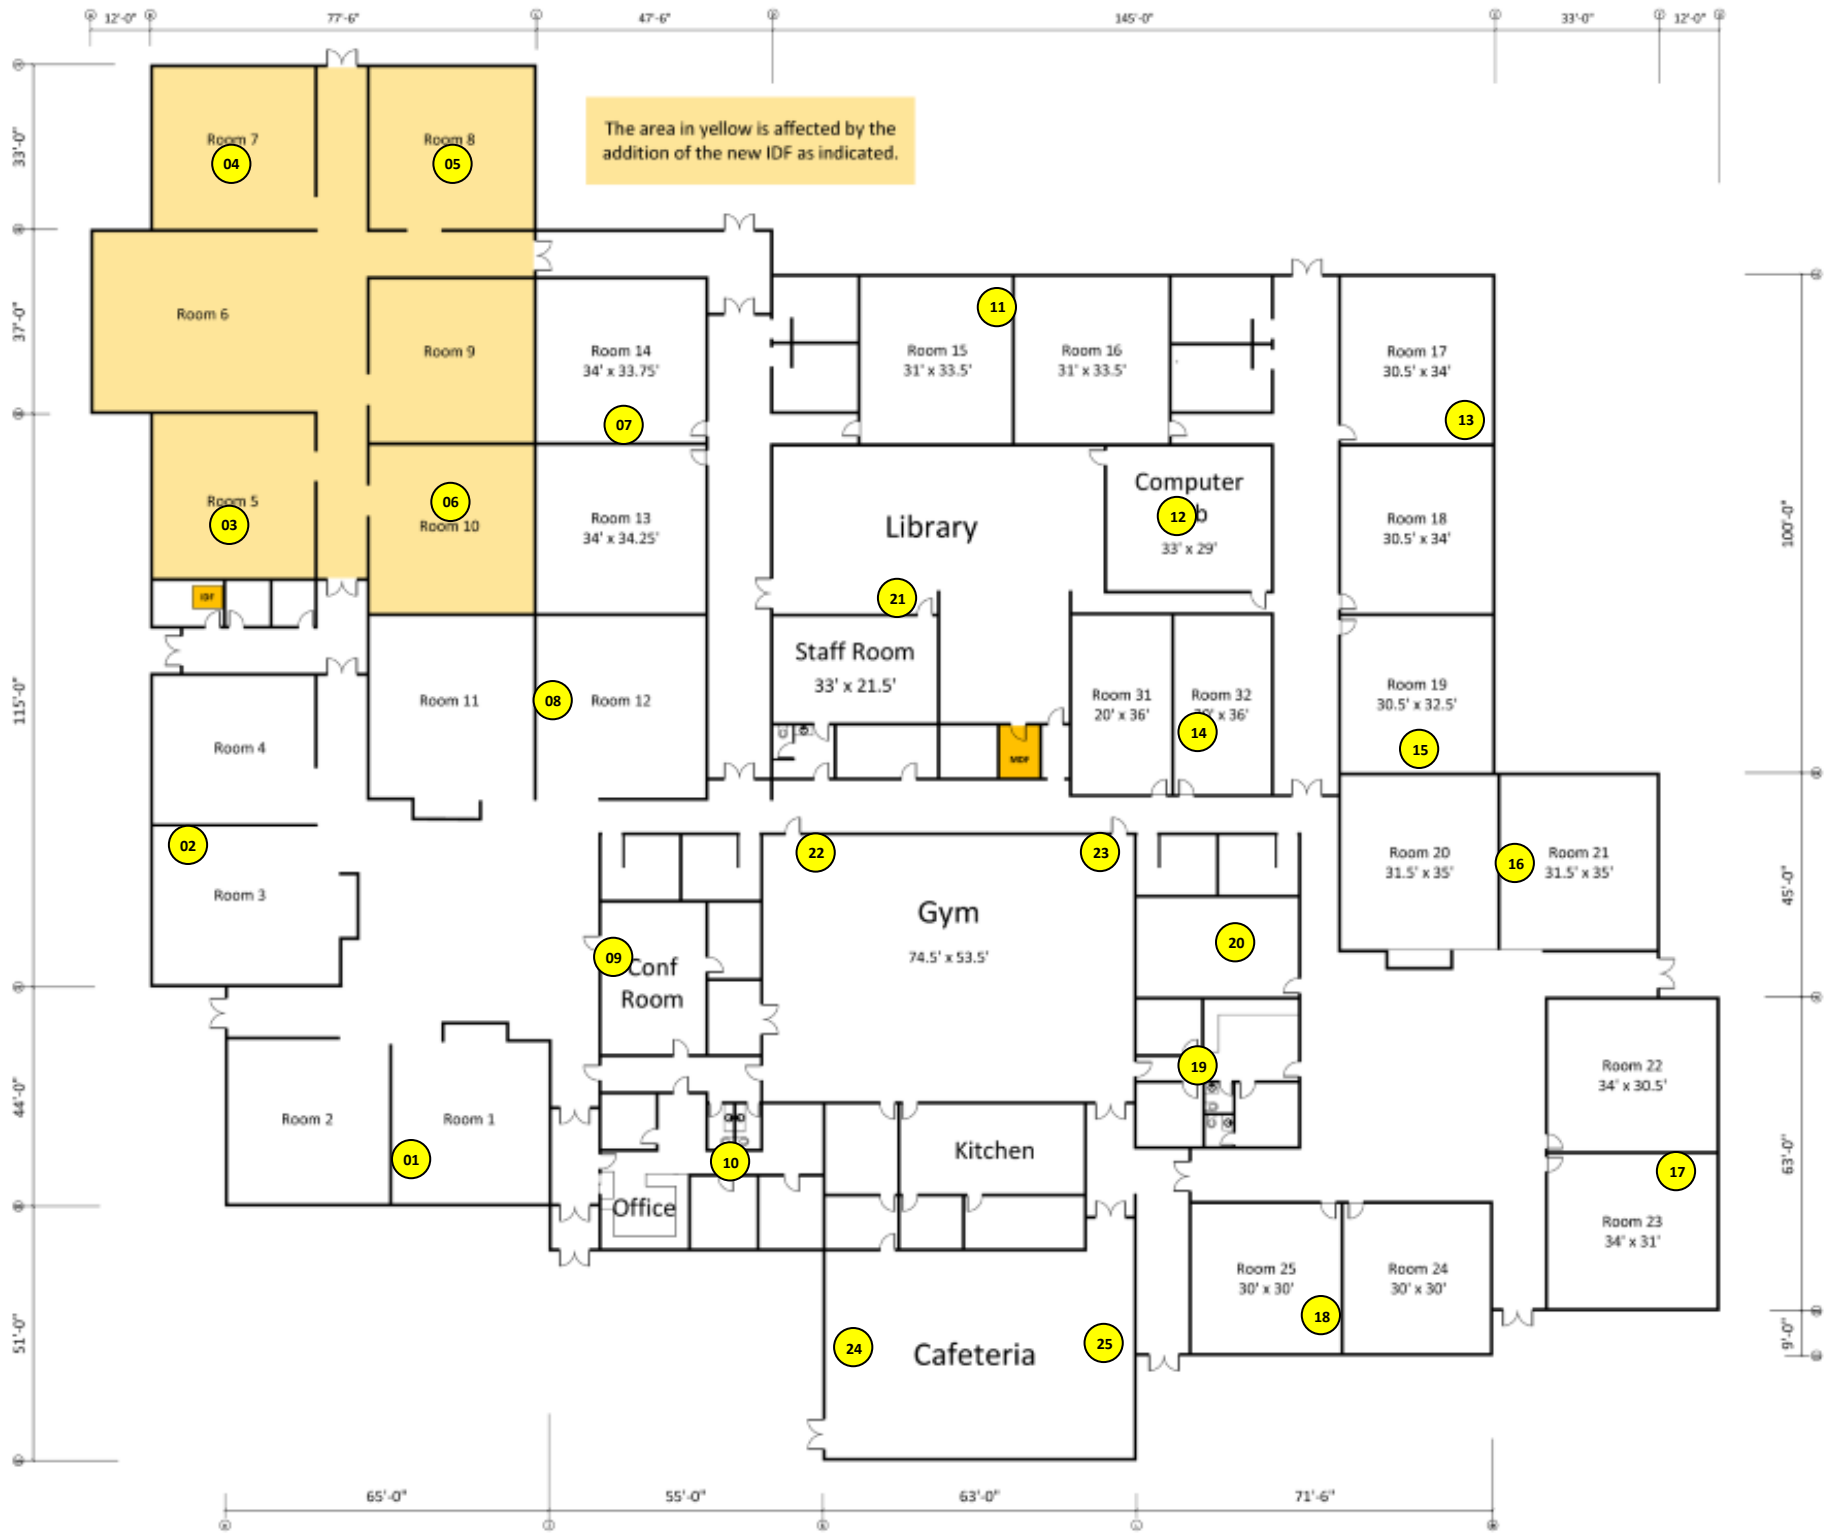 12'-0"
77'-6"
47'-6"
145'-0"
33'-0"
12'-0"
33'-0"
37'-0"
115'-0"
44'-0"
51'-0"
The area in yellow is affected by the
addition of the new IDF as indicated.
Room 7
04
Room 8
05
Room 6
Room 9
Room 14
34' x 33.75'
07
11
Room 15
31' x 33.5'
Room 16
31' x 33.5'
Room 17
30.5' x 34'
13
Room 5
03
06
Room 10
Room 13
34' x 34.25'
Library
21
Computer
12
33' x 29'
Room 18
30.5' x 34'
100'-0"
IDF
Room 11
08
Room 12
Staff Room
33' x 21.5'
MDF
Room 31
20' x 36'
Room 32
x 36'
14
Room 19
30.5' x 32.5'
15
Room 4
02
Room 3
22
23
Gym
74.5' x 53.5'
09
Conf
Room
20
Room 20
31.5' x 35'
16
Room 21
31.5' x 35'
45'-0"
19
Room 22
34' x 30.5'
Room 2
Room 1
01
10
Office
Kitchen
17
Room 23
34' x 31'
63'-0"
Room 25
30' x 30'
18
Room 24
30' x 30'
9'-0"
24
Cafeteria
25
65'-0"
55'-0"
63'-0"
71'-6"